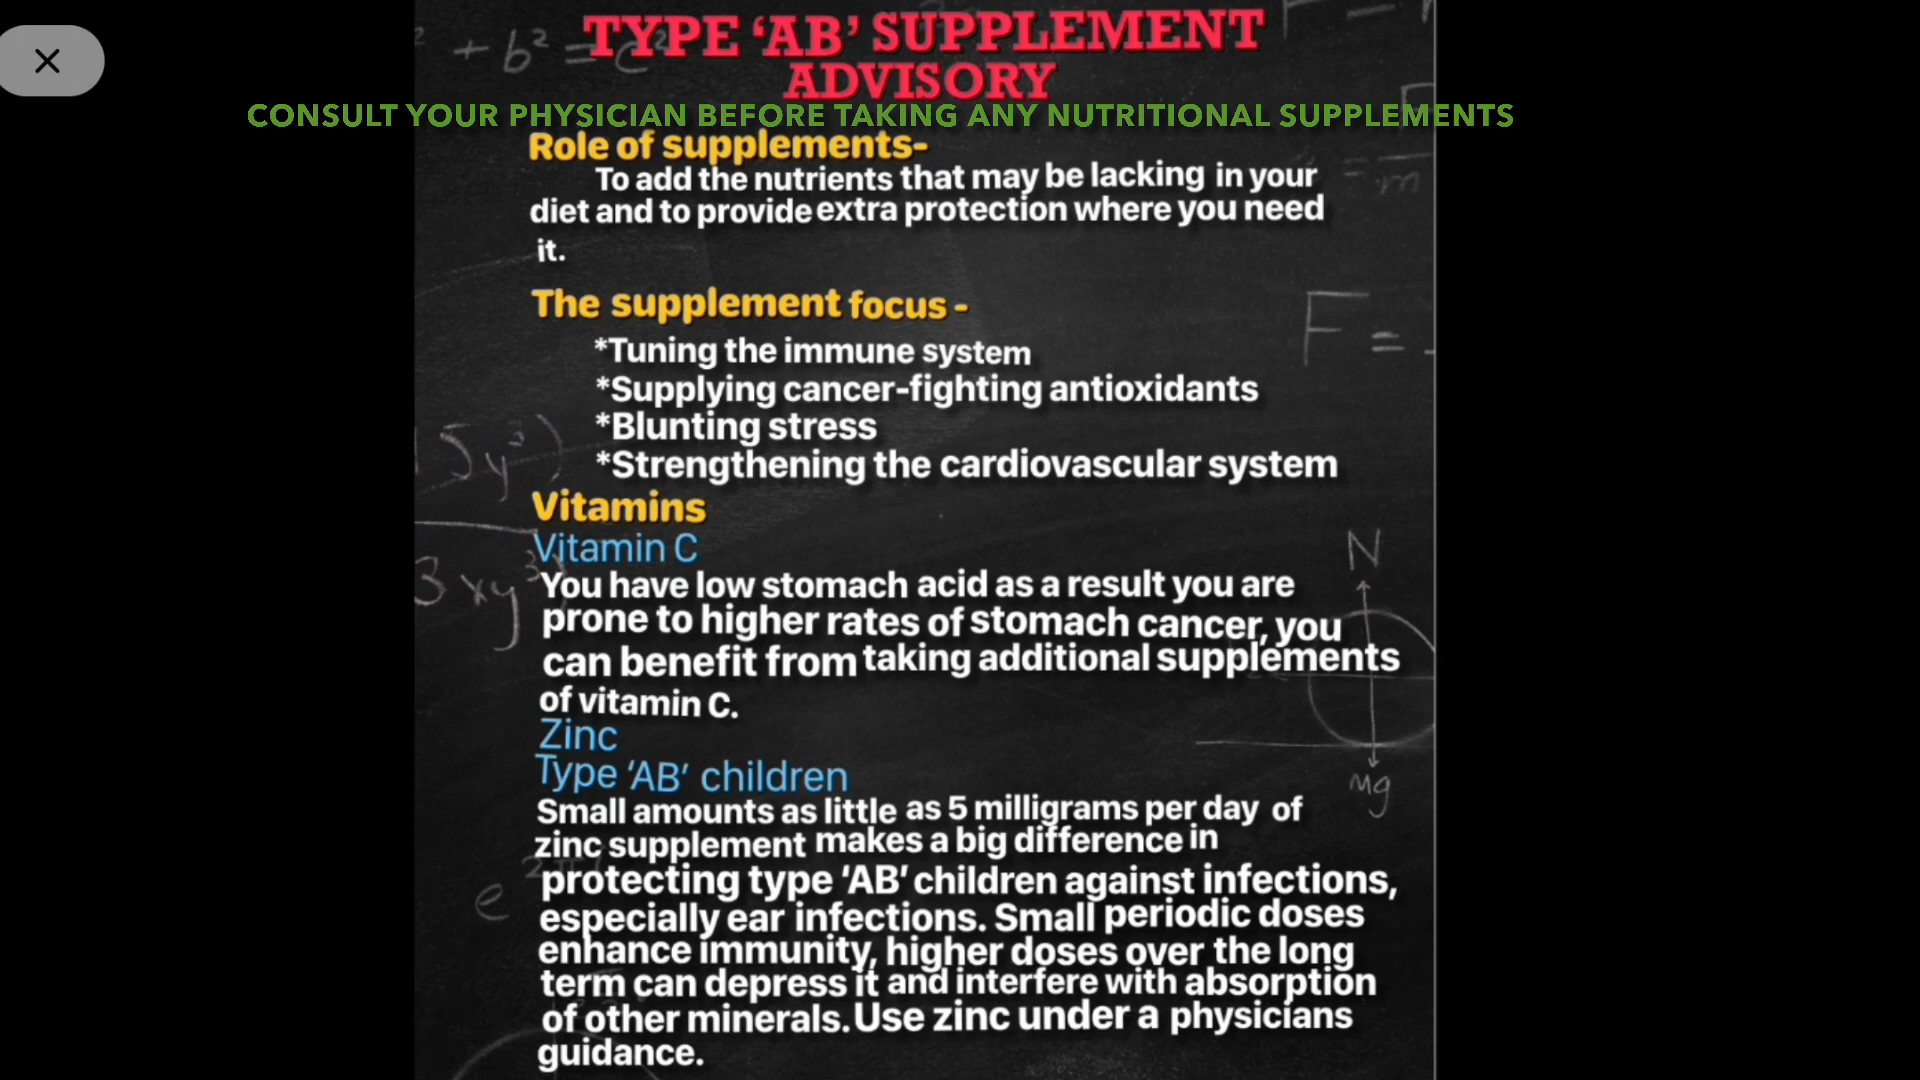 TYPE ‘AB’ SUPPLEMENT
ADVISORY
CONSULT YOUR PHYSICIAN BEFORE TAKING ANY NUTRITIONAL SUPPLEMENTS
Role of supplements-
To add the nutrients that may be lacking in your
diet and to provide extra protection where you need
it.
The supplement focus -
*Tuning the immune system
*Supplying cancer-fighting antioxidants
*Blunting stress
*Strengthening the cardiovascular system
Vitamins
Vitamin C
You have low stomach acid as a result you are
prone to higher rates of stomach cancer, you
can benefit from taking additional supplements
of vitamin C.
Zinc
Type ‘AB’ children
Small amounts as little as 5 milligrams per day of
zinc supplement makes a big difference in
protecting type ‘AB’ children against infections,
especially ear infections. Small periodic doses
enhance immunity, higher doses over the long
term can depress it and interfere with absorption
of other minerals. Use zinc under a physicians
guidance.
+ b² = c²
F =
N
mg
3xy³